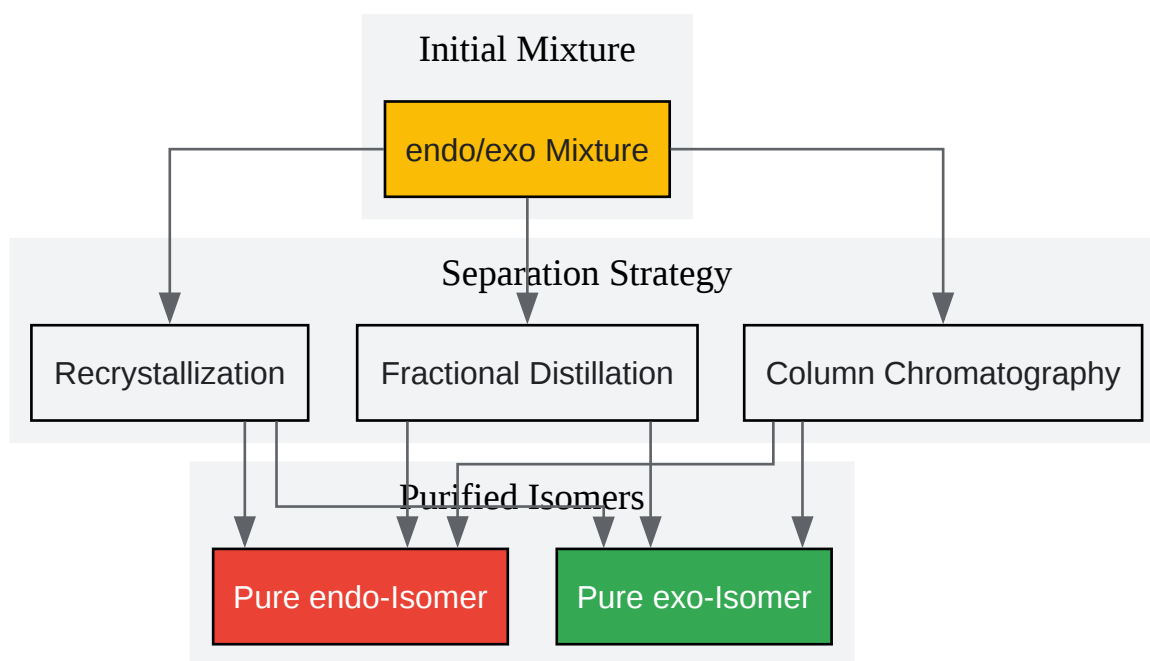 Initial Mixture
endo/exo Mixture
Separation Strategy
Recrystallization
Fractional Distillation
Column Chromatography
Purified Isomers
Pure endo-Isomer
Pure exo-Isomer